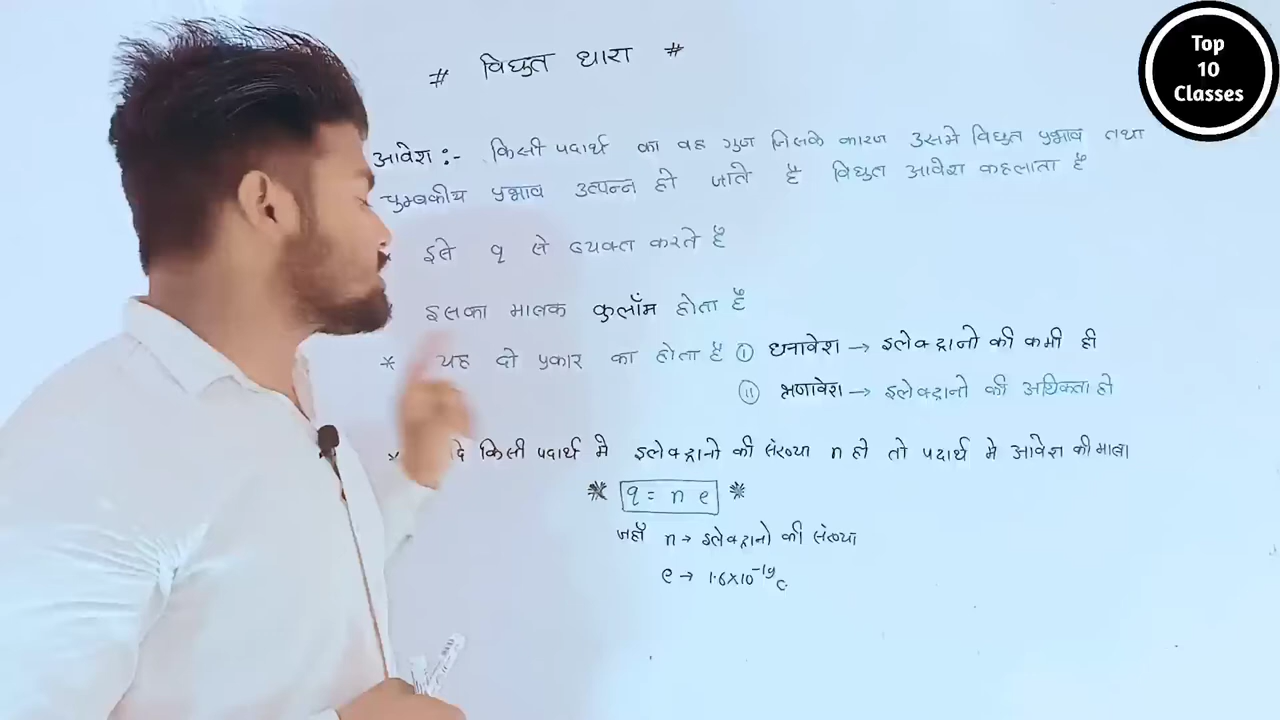 # विघुत धारा #
Top
10
Classes
आवेश :- किसी पदार्थ का वह गुण जिसके कारण उसमे विघुत प्रभाव तथा
चुम्बकीय प्रभाव उत्पन्न हो जाते है विघुत आवेश कहलाता है
इसे q से व्यक्त करते है
इसका मात्रक कुलॉम होता है
* यह दो प्रकार का होता है (i) धनावेश → इलेक्ट्रानो की कमी हो
(ii) ऋणावेश → इलेक्ट्रानो की अधिकता हो
* किसी पदार्थ मे इलेक्ट्रानो की संख्या n हो तो पदार्थ मे आवेश की मात्रा
* q = n e *
जहाँ n → इलेक्ट्रानो की संख्या
e → 1.6×10⁻¹⁹ C.